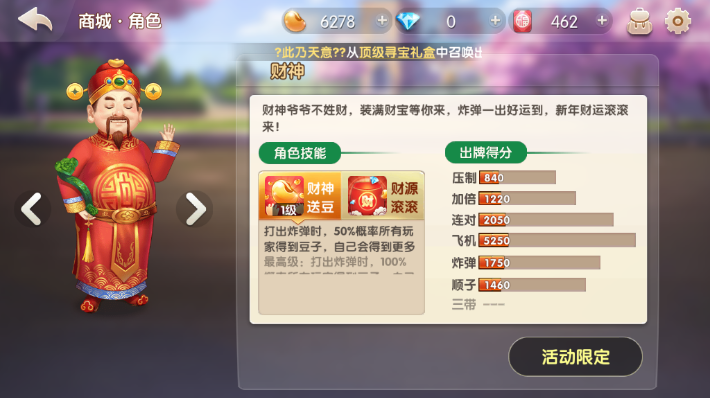 商城·角色
6278 +
0 +
462 +
?此乃天意??从顶级寻宝礼盒中召唤出
财神
财神爷爷不姓财，装满财宝等你来，炸弹一出好运到，新年财运滚滚
来！
角色技能
1级
财神
送豆
财
财源
滚滚
打出炸弹时，50%概率所有玩
家得到豆子，自己会得到更多
最高级：打出炸弹时，100%
出牌得分
压制 840
加倍 1220
连对 2050
飞机 5250
炸弹 1750
顺子 1460
三带 ---
活动限定